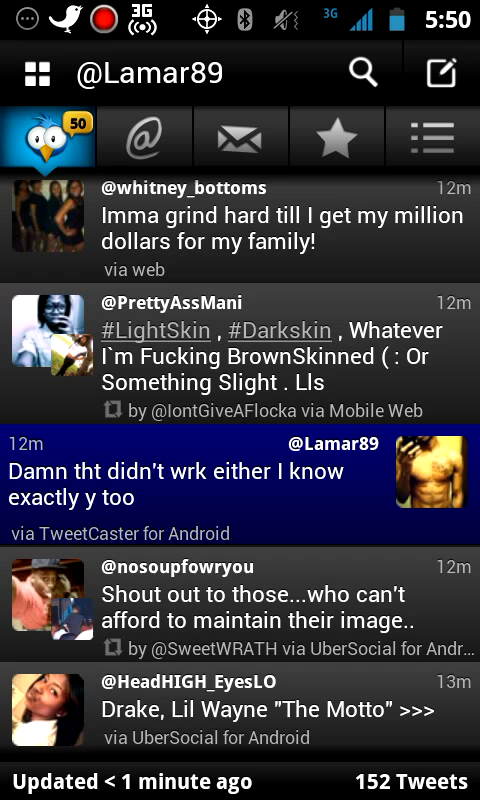 3G
3G
5:50
@Lamar89
50
@
@whitney_bottoms 12m
Imma grind hard till I get my million
dollars for my family!
via web
@PrettyAssMani 12m
#LightSkin , #Darkskin , Whatever
I`m Fucking BrownSkinned ( : Or
Something Slight . Lls
by @IontGiveAFlocka via Mobile Web
12m @Lamar89
Damn tht didn't wrk either I know
exactly y too
via TweetCaster for Android
@nosoupfowryou 12m
Shout out to those...who can't
afford to maintain their image..
by @SweetWRATH via UberSocial for Andr...
@HeadHIGH_EyesLO 13m
Drake, Lil Wayne "The Motto" >>>
via UberSocial for Android
Updated < 1 minute ago 152 Tweets